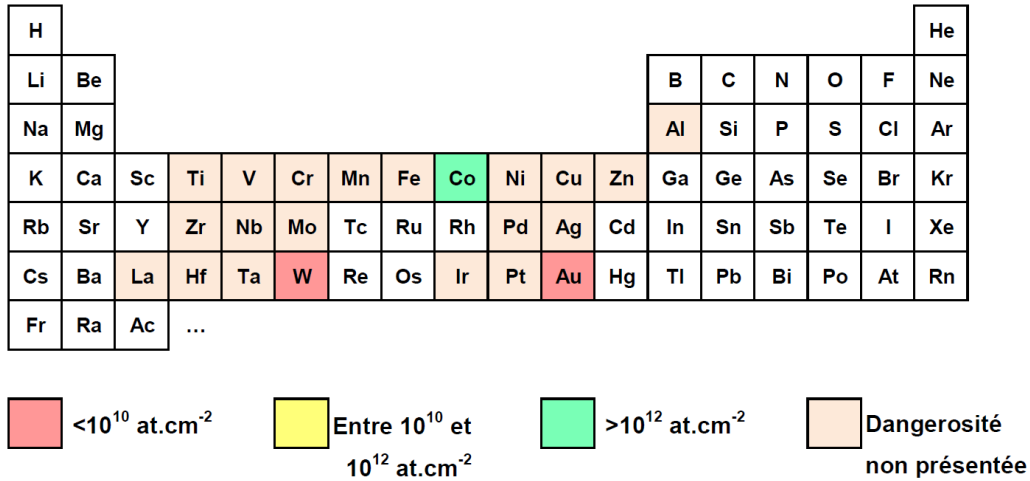 H He
Li Be B C N O F Ne
Na Mg Al Si P S Cl Ar
K Ca Sc Ti V Cr Mn Fe Co Ni Cu Zn Ga Ge As Se Br Kr
Rb Sr Y Zr Nb Mo Tc Ru Rh Pd Ag Cd In Sn Sb Te I Xe
Cs Ba La Hf Ta W Re Os Ir Pt Au Hg Tl Pb Bi Po At Rn
Fr Ra Ac ...
<10¹⁰ at.cm⁻²
Entre 10¹⁰ et
10¹² at.cm⁻²
>10¹² at.cm⁻²
Dangerosité
non présentée